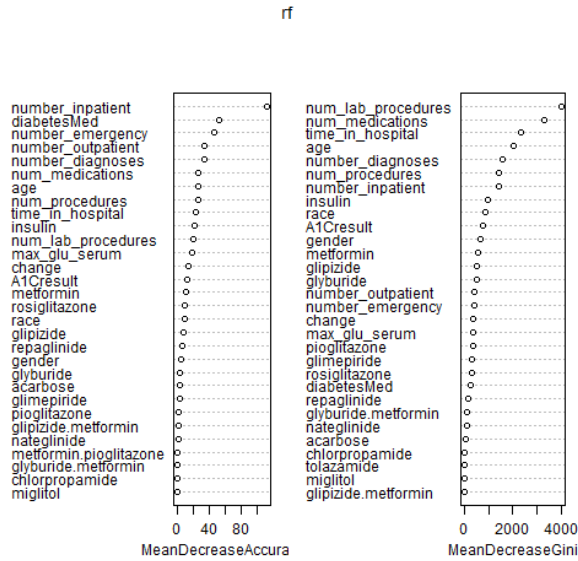 rf
number_inpatient
diabetesMed
number_emergency
number_outpatient
number_diagnoses
num_medications
age
num_procedures
time_in_hospital
insulin
num_lab_procedures
max_glu_serum
change
A1Cresult
metformin
rosiglitazone
race
glipizide
repaglinide
gender
glyburide
acarbose
glimepiride
pioglitazone
glipizide.metformin
nateglinide
metformin.pioglitazone
glyburide.metformin
chlorpropamide
miglitol
0 40 80
MeanDecreaseAccura
num_lab_procedures
num_medications
time_in_hospital
age
number_diagnoses
num_procedures
number_inpatient
insulin
race
A1Cresult
gender
metformin
glipizide
glyburide
number_outpatient
number_emergency
change
max_glu_serum
pioglitazone
glimepiride
rosiglitazone
diabetesMed
repaglinide
glyburide.metformin
nateglinide
acarbose
chlorpropamide
tolazamide
miglitol
glipizide.metformin
0 2000 4000
MeanDecreaseGini